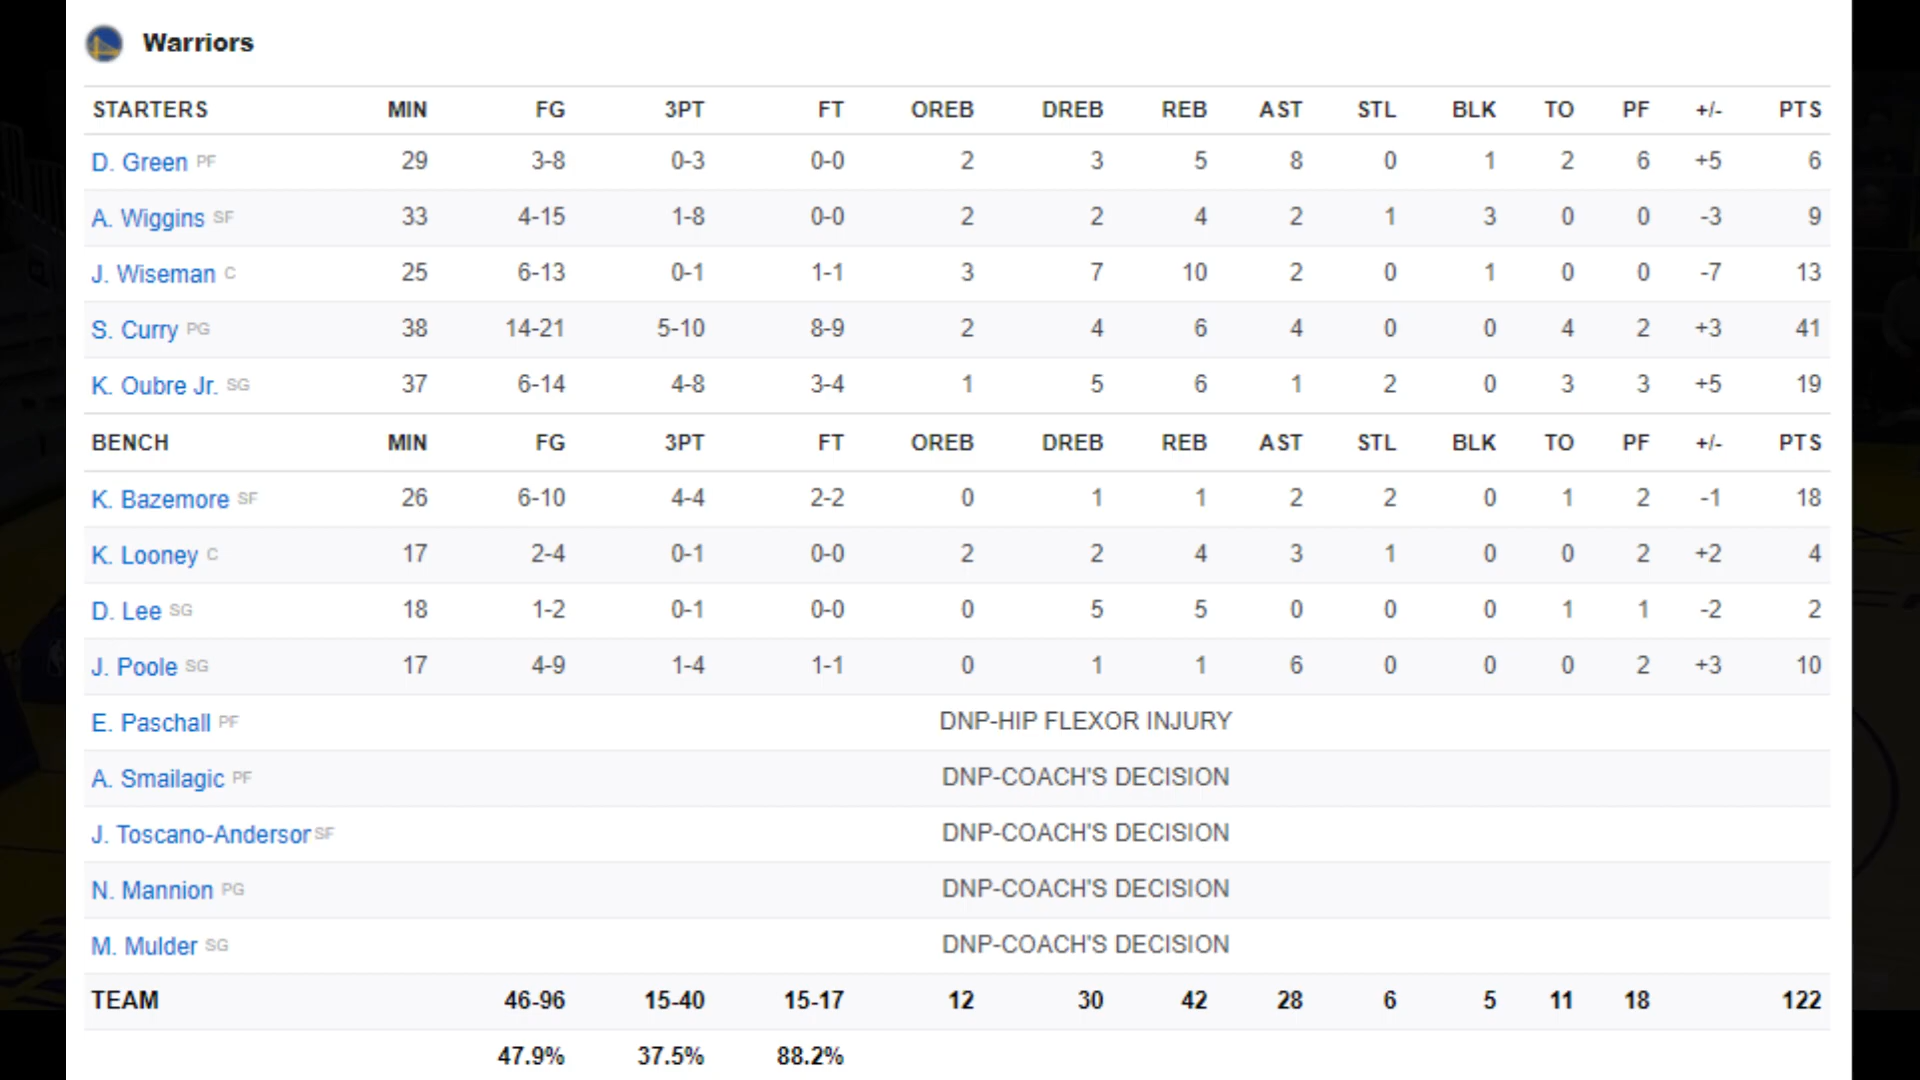 Warriors
STARTERS MIN FG 3PT FT OREB DREB REB AST STL BLK TO PF +/- PTS
D. Green PF 29 3-8 0-3 0-0 2 3 5 8 0 1 2 6 +5 6
A. Wiggins SF 33 4-15 1-8 0-0 2 2 4 2 1 3 0 0 -3 9
J. Wiseman C 25 6-13 0-1 1-1 3 7 10 2 0 1 0 0 -7 13
S. Curry PG 38 14-21 5-10 8-9 2 4 6 4 0 0 4 2 +3 41
K. Oubre Jr. SG 37 6-14 4-8 3-4 1 5 6 1 2 0 3 3 +5 19
BENCH MIN FG 3PT FT OREB DREB REB AST STL BLK TO PF +/- PTS
K. Bazemore SF 26 6-10 4-4 2-2 0 1 1 2 2 0 1 2 -1 18
K. Looney C 17 2-4 0-1 0-0 2 2 4 3 1 0 0 2 +2 4
D. Lee SG 18 1-2 0-1 0-0 0 5 5 0 0 0 1 1 -2 2
J. Poole SG 17 4-9 1-4 1-1 0 1 1 6 0 0 0 2 +3 10
E. Paschall PF DNP-HIP FLEXOR INJURY
A. Smailagic PF DNP-COACH'S DECISION
J. Toscano-Andersor SF DNP-COACH'S DECISION
N. Mannion PG DNP-COACH'S DECISION
M. Mulder SG DNP-COACH'S DECISION
TEAM 46-96 15-40 15-17 12 30 42 28 6 5 11 18 122
47.9% 37.5% 88.2%